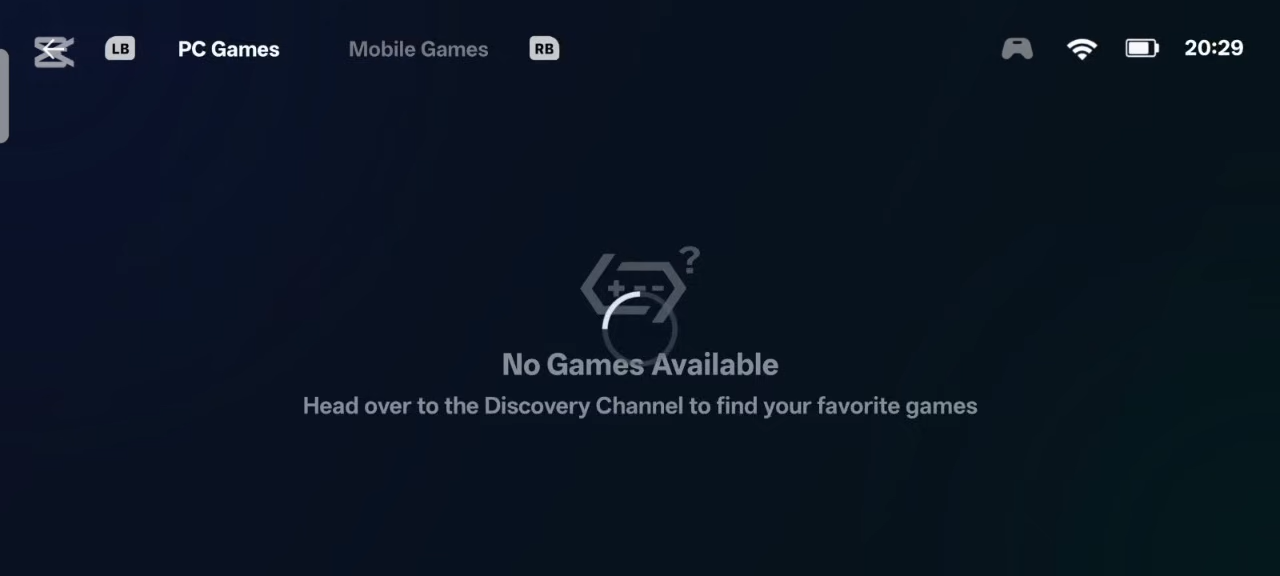 LB PC Games Mobile Games RB 20:29
?
No Games Available
Head over to the Discovery Channel to find your favorite games